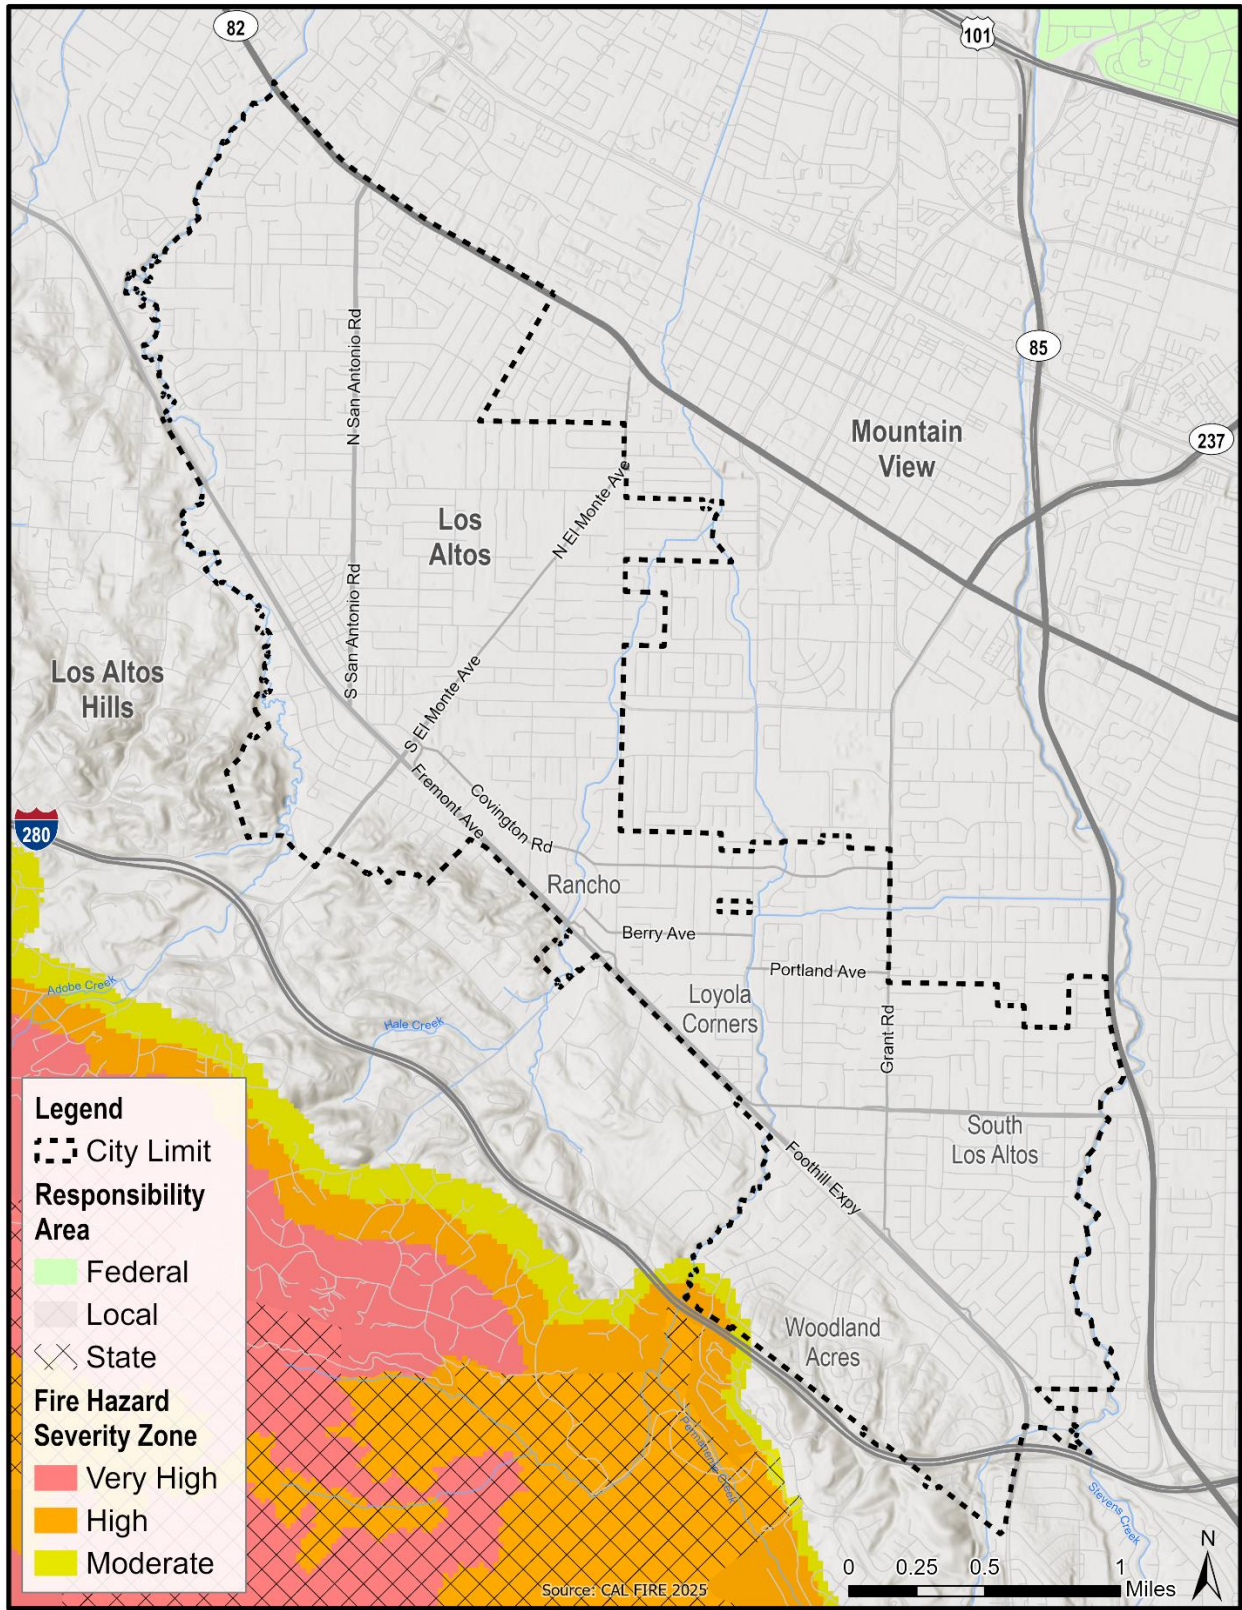 82
101
N San Antonio Rd
85
Mountain
View
237
Los
Altos
N El Monte Ave
S San Antonio Rd
Los Altos
Hills
S El Monte Ave
Fremont Ave
Covington Rd
280
Rancho
Berry Ave
Portland Ave
Adobe Creek
Hale Creek
Loyola
Corners
Grant Rd
South
Los Altos
Foothill Expy
Woodland
Acres
Permanente Creek
Stevens Creek
Legend
City Limit
Responsibility
Area
Federal
Local
State
Fire Hazard
Severity Zone
Very High
High
Moderate
Source: CAL FIRE 2025
0 0.25 0.5 1
Miles
N